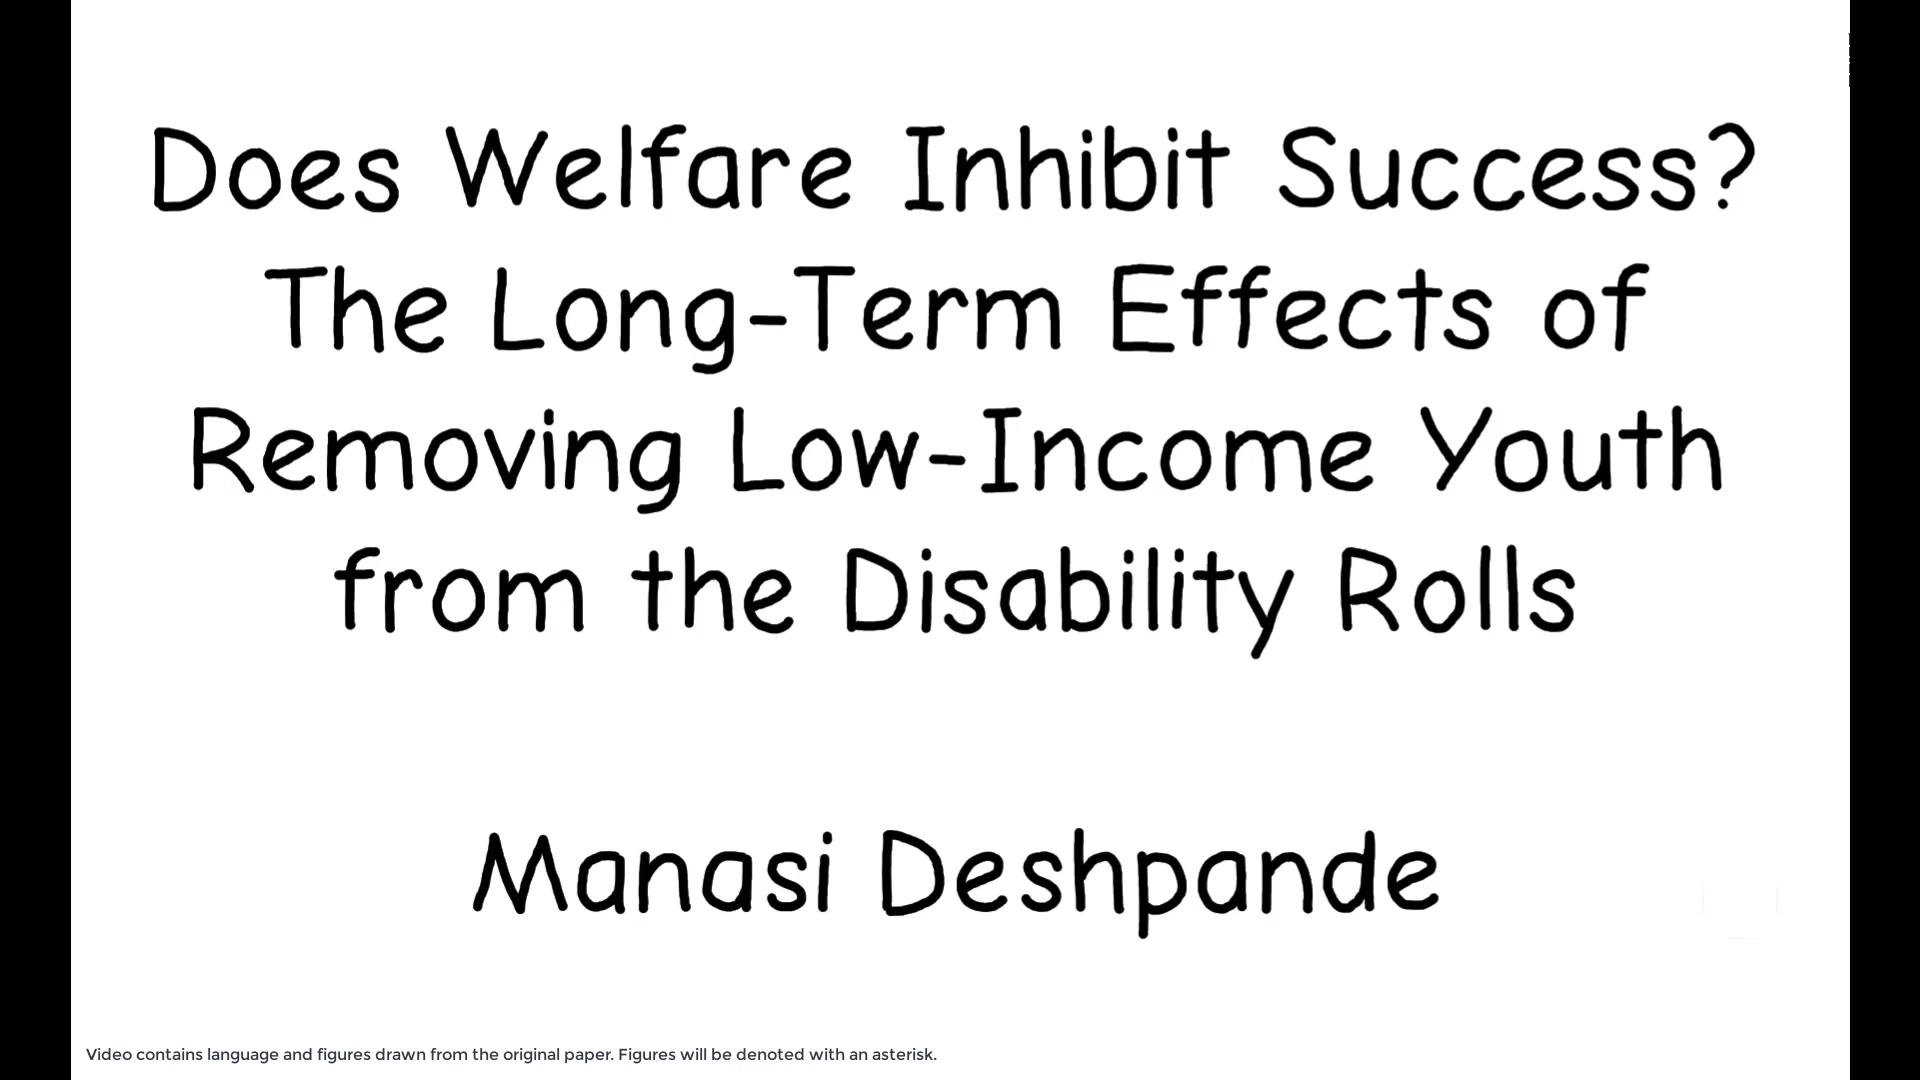 Does Welfare Inhibit Success?
The Long-Term Effects of
Removing Low-Income Youth
from the Disability Rolls
Manasi Deshpande
Video contains language and figures drawn from the original paper. Figures will be denoted with an asterisk.